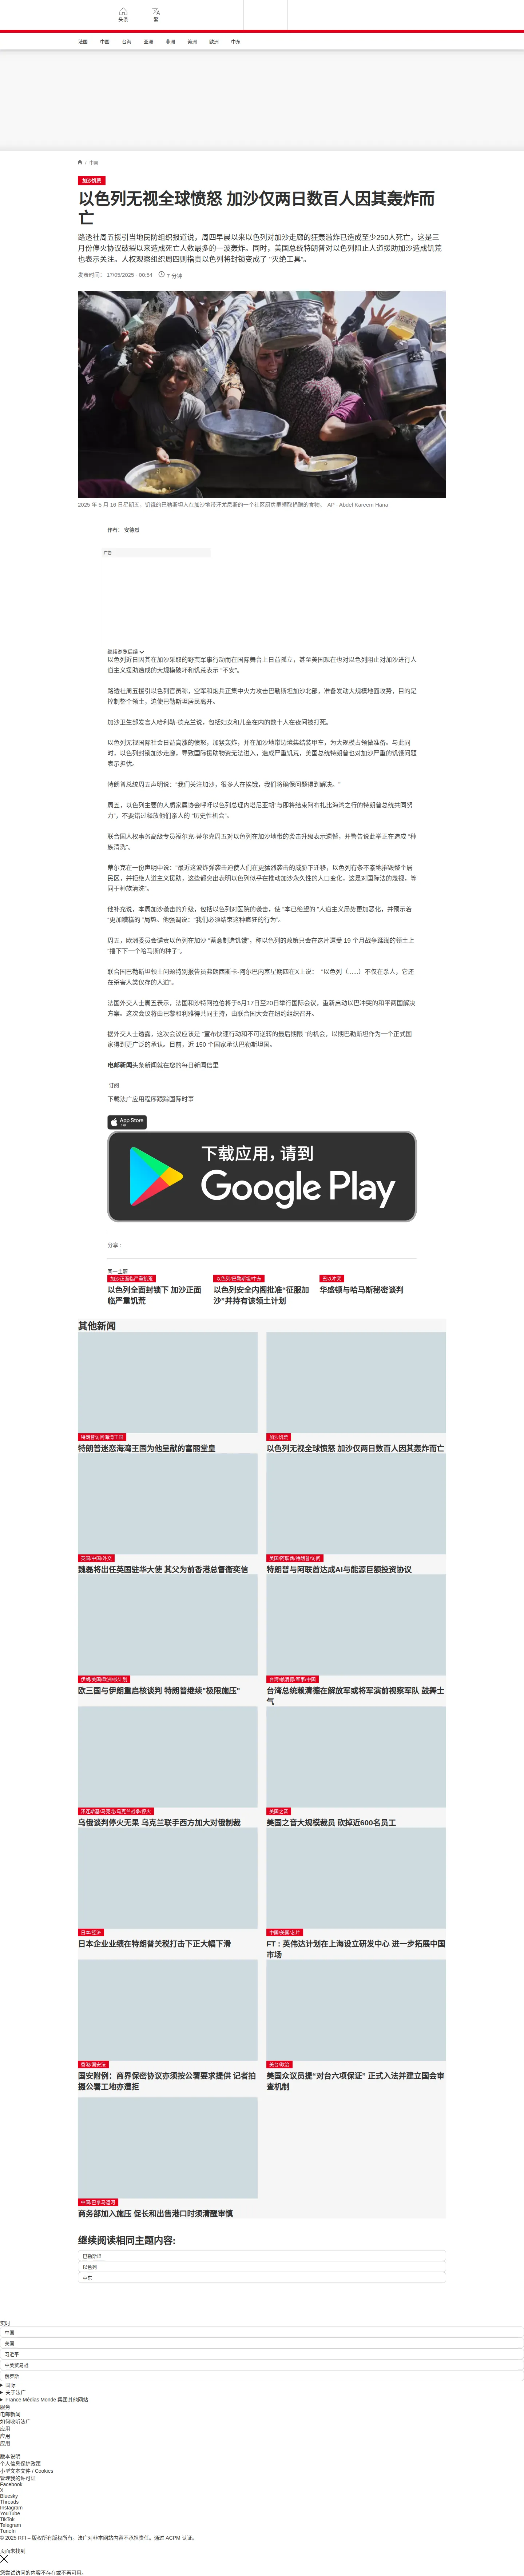 头条
繁
法国
中国
台海
亚洲
非洲
美洲
欧洲
中东
/ 中东
加沙饥荒
以色列无视全球愤怒 加沙仅两日数百人因其轰炸而
亡
路透社周五援引当地民防组织报道说，周四早晨以来以色列对加沙走廊的狂轰滥炸已造成至少250人死亡，这是三
月份停火协议破裂以来造成死亡人数最多的一波轰炸。同时，美国总统特朗普对以色列阻止人道援助加沙造成饥荒
也表示关注。人权观察组织周四则指责以色列将封锁变成了 “灭绝工具”。
发表时间： 17/05/2025 - 00:54
7 分钟
2025 年 5 月 16 日星期五，饥饿的巴勒斯坦人在加沙地带汗尤尼斯的一个社区厨房里领取捐赠的食物。 AP - Abdel Kareem Hana
作者： 安德烈
广告
继续浏览后续
以色列近日因其在加沙采取的野蛮军事行动而在国际舞台上日益孤立，甚至美国现在也对以色列阻止对加沙进行人
道主义援助造成的大规模破坏和饥荒表示 “不安”。
路透社周五援引以色列官员称，空军和炮兵正集中火力攻击巴勒斯坦加沙北部，准备发动大规模地面攻势，目的是
控制整个领土，迫使巴勒斯坦居民离开。
加沙卫生部发言人哈利勒-德克兰说，包括妇女和儿童在内的数十人在夜间被打死。
以色列无视国际社会日益高涨的愤怒，加紧轰炸，并在加沙地带边境集结装甲车，为大规模占领做准备。与此同
时，以色列封锁加沙走廊，导致国际援助物资无法进入，造成严重饥荒，美国总统特朗普也对加沙严重的饥饿问题
表示担忧。
特朗普总统周五声明说：“我们关注加沙，很多人在挨饿，我们将确保问题得到解决。”
周五，以色列主要的人质家属协会呼吁以色列总理内塔尼亚胡“与即将结束阿布扎比海湾之行的特朗普总统共同努
力”，不要错过释放他们亲人的 “历史性机会”。
联合国人权事务高级专员福尔克-蒂尔克周五对以色列在加沙地带的袭击升级表示遗憾，并警告说此举正在造成 “种
族清洗”。
蒂尔克在一份声明中说：“最近这波炸弹袭击迫使人们在更猛烈袭击的威胁下迁移，以色列有条不紊地摧毁整个居
民区，并拒绝人道主义援助，这些都突出表明以色列似乎在推动加沙永久性的人口变化，这是对国际法的蔑视，等
同于种族清洗”。
他补充说，本周加沙袭击的升级，包括以色列对医院的袭击，使 “本已绝望的 ”人道主义局势更加恶化，并预示着
“更加糟糕的 ”局势。他强调说：“我们必须结束这种疯狂的行为”。
周五，欧洲委员会谴责以色列在加沙 “蓄意制造饥饿”，称以色列的政策只会在这片遭受 19 个月战争蹂躏的领土上
“播下下一个哈马斯的种子”。
联合国巴勒斯坦领土问题特别报告员弗朗西斯卡-阿尔巴内塞星期四在X上说： “以色列（......）不仅在杀人，它还
在杀害人类仅存的人道”。
法国外交人士周五表示，法国和沙特阿拉伯将于6月17日至20日举行国际会议，重新启动以巴冲突的和平两国解决
方案。这次会议将由巴黎和利雅得共同主持，由联合国大会在纽约组织召开。
据外交人士透露，这次会议应该是 “宣布快速行动和不可逆转的最后期限 ”的机会，以期巴勒斯坦作为一个正式国
家得到更广泛的承认。目前，近 150 个国家承认巴勒斯坦国。
电邮新闻头条新闻就在您的每日新闻信里
订阅
下载法广应用程序跟踪国际时事
App Store
下载
下载应用，请到
Google Play
分享 :
同一主题
加沙正面临严重饥荒
以色列全面封锁下 加沙正面
临严重饥荒
以色列/巴勒斯坦/中东
以色列安全内阁批准“征服加
沙”并持有该领土计划
巴以冲突
华盛顿与哈马斯秘密谈判
其他新闻
特朗普访问海湾王国
特朗普迷恋海湾王国为他呈献的富丽堂皇
加沙饥荒
以色列无视全球愤怒 加沙仅两日数百人因其轰炸而亡
英国/中国/外交
魏磊将出任英国驻华大使 其父为前香港总督衞奕信
美国/阿联酋/特朗普/访问
特朗普与阿联酋达成AI与能源巨额投资协议
伊朗/美国/欧洲/核计划
欧三国与伊朗重启核谈判 特朗普继续“极限施压”
台湾/赖清德/军事/中国
台湾总统赖清德在解放军或将军演前视察军队 鼓舞士
气
泽连斯基/马克龙/乌克兰战争/停火
乌俄谈判停火无果 乌克兰联手西方加大对俄制裁
美国之音
美国之音大规模裁员 砍掉近600名员工
日本/经济
日本企业业绩在特朗普关税打击下正大幅下滑
中国/美国/芯片
FT : 英伟达计划在上海设立研发中心 进一步拓展中国
市场
香港/国安法
国安附例：商界保密协议亦须按公署要求提供 记者拍
摄公署工地亦遭拒
美台/政治
美国众议员提“对台六项保证” 正式入法并建立国会审
查机制
中国/巴拿马运河
商务部加入施压 促长和出售港口时须清醒审慎
继续阅读相同主题内容:
巴勒斯坦
以色列
中东
实时
中国
美国
习近平
中美贸易战
俄罗斯
国际
关于法广
France Médias Monde 集团其他网站
服务
电邮新闻
如何收听法广
应用
应用
应用
版本说明
个人信息保护政策
小型文本文件 / Cookies
管理我的许可证
Facebook
X
Bluesky
Threads
Instagram
YouTube
TikTok
Telegram
TuneIn
© 2025 RFI – 版权所有版权所有。法广对非本网站内容不承担责任。通过 ACPM 认证。
页面未找到
您尝试访问的内容不存在或不再可用。